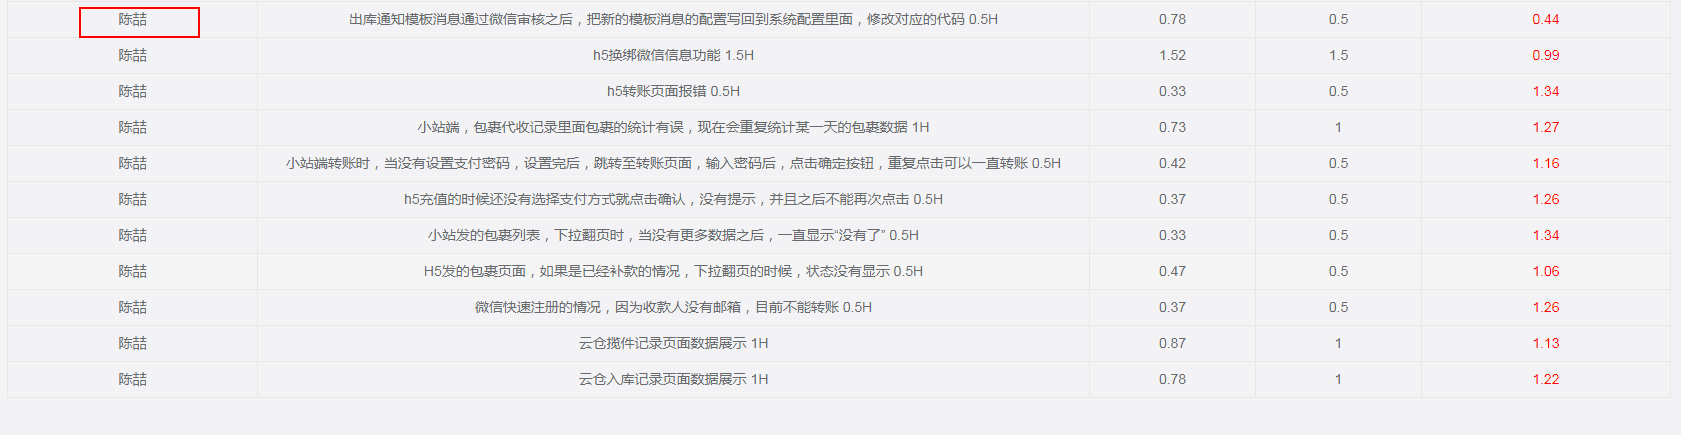 陈喆 出库通知模板消息通过微信审核之后，把新的模板消息的配置写回到系统配置里面，修改对应的代码 0.5H 0.78 0.5 0.44
陈喆 h5换绑微信信息功能 1.5H 1.52 1.5 0.99
陈喆 h5转账页面报错 0.5H 0.33 0.5 1.34
陈喆 小站端，包裹代收记录里面包裹的统计有误，现在会重复统计某一天的包裹数据 1H 0.73 1 1.27
陈喆 小站端转账时，当没有设置支付密码，设置完后，跳转至转账页面，输入密码后，点击确定按钮，重复点击可以一直转账 0.5H 0.42 0.5 1.16
陈喆 h5充值的时候还没有选择支付方式就点击确认，没有提示，并且之后不能再次点击 0.5H 0.37 0.5 1.26
陈喆 小站发的包裹列表，下拉翻页时，当没有更多数据之后，一直显示“没有了” 0.5H 0.33 0.5 1.34
陈喆 H5发的包裹页面，如果是已经补款的情况，下拉翻页的时候，状态没有显示 0.5H 0.47 0.5 1.06
陈喆 微信快速注册的情况，因为收款人没有邮箱，目前不能转账 0.5H 0.37 0.5 1.26
陈喆 云仓揽件记录页面数据展示 1H 0.87 1 1.13
陈喆 云仓入库记录页面数据展示 1H 0.78 1 1.22